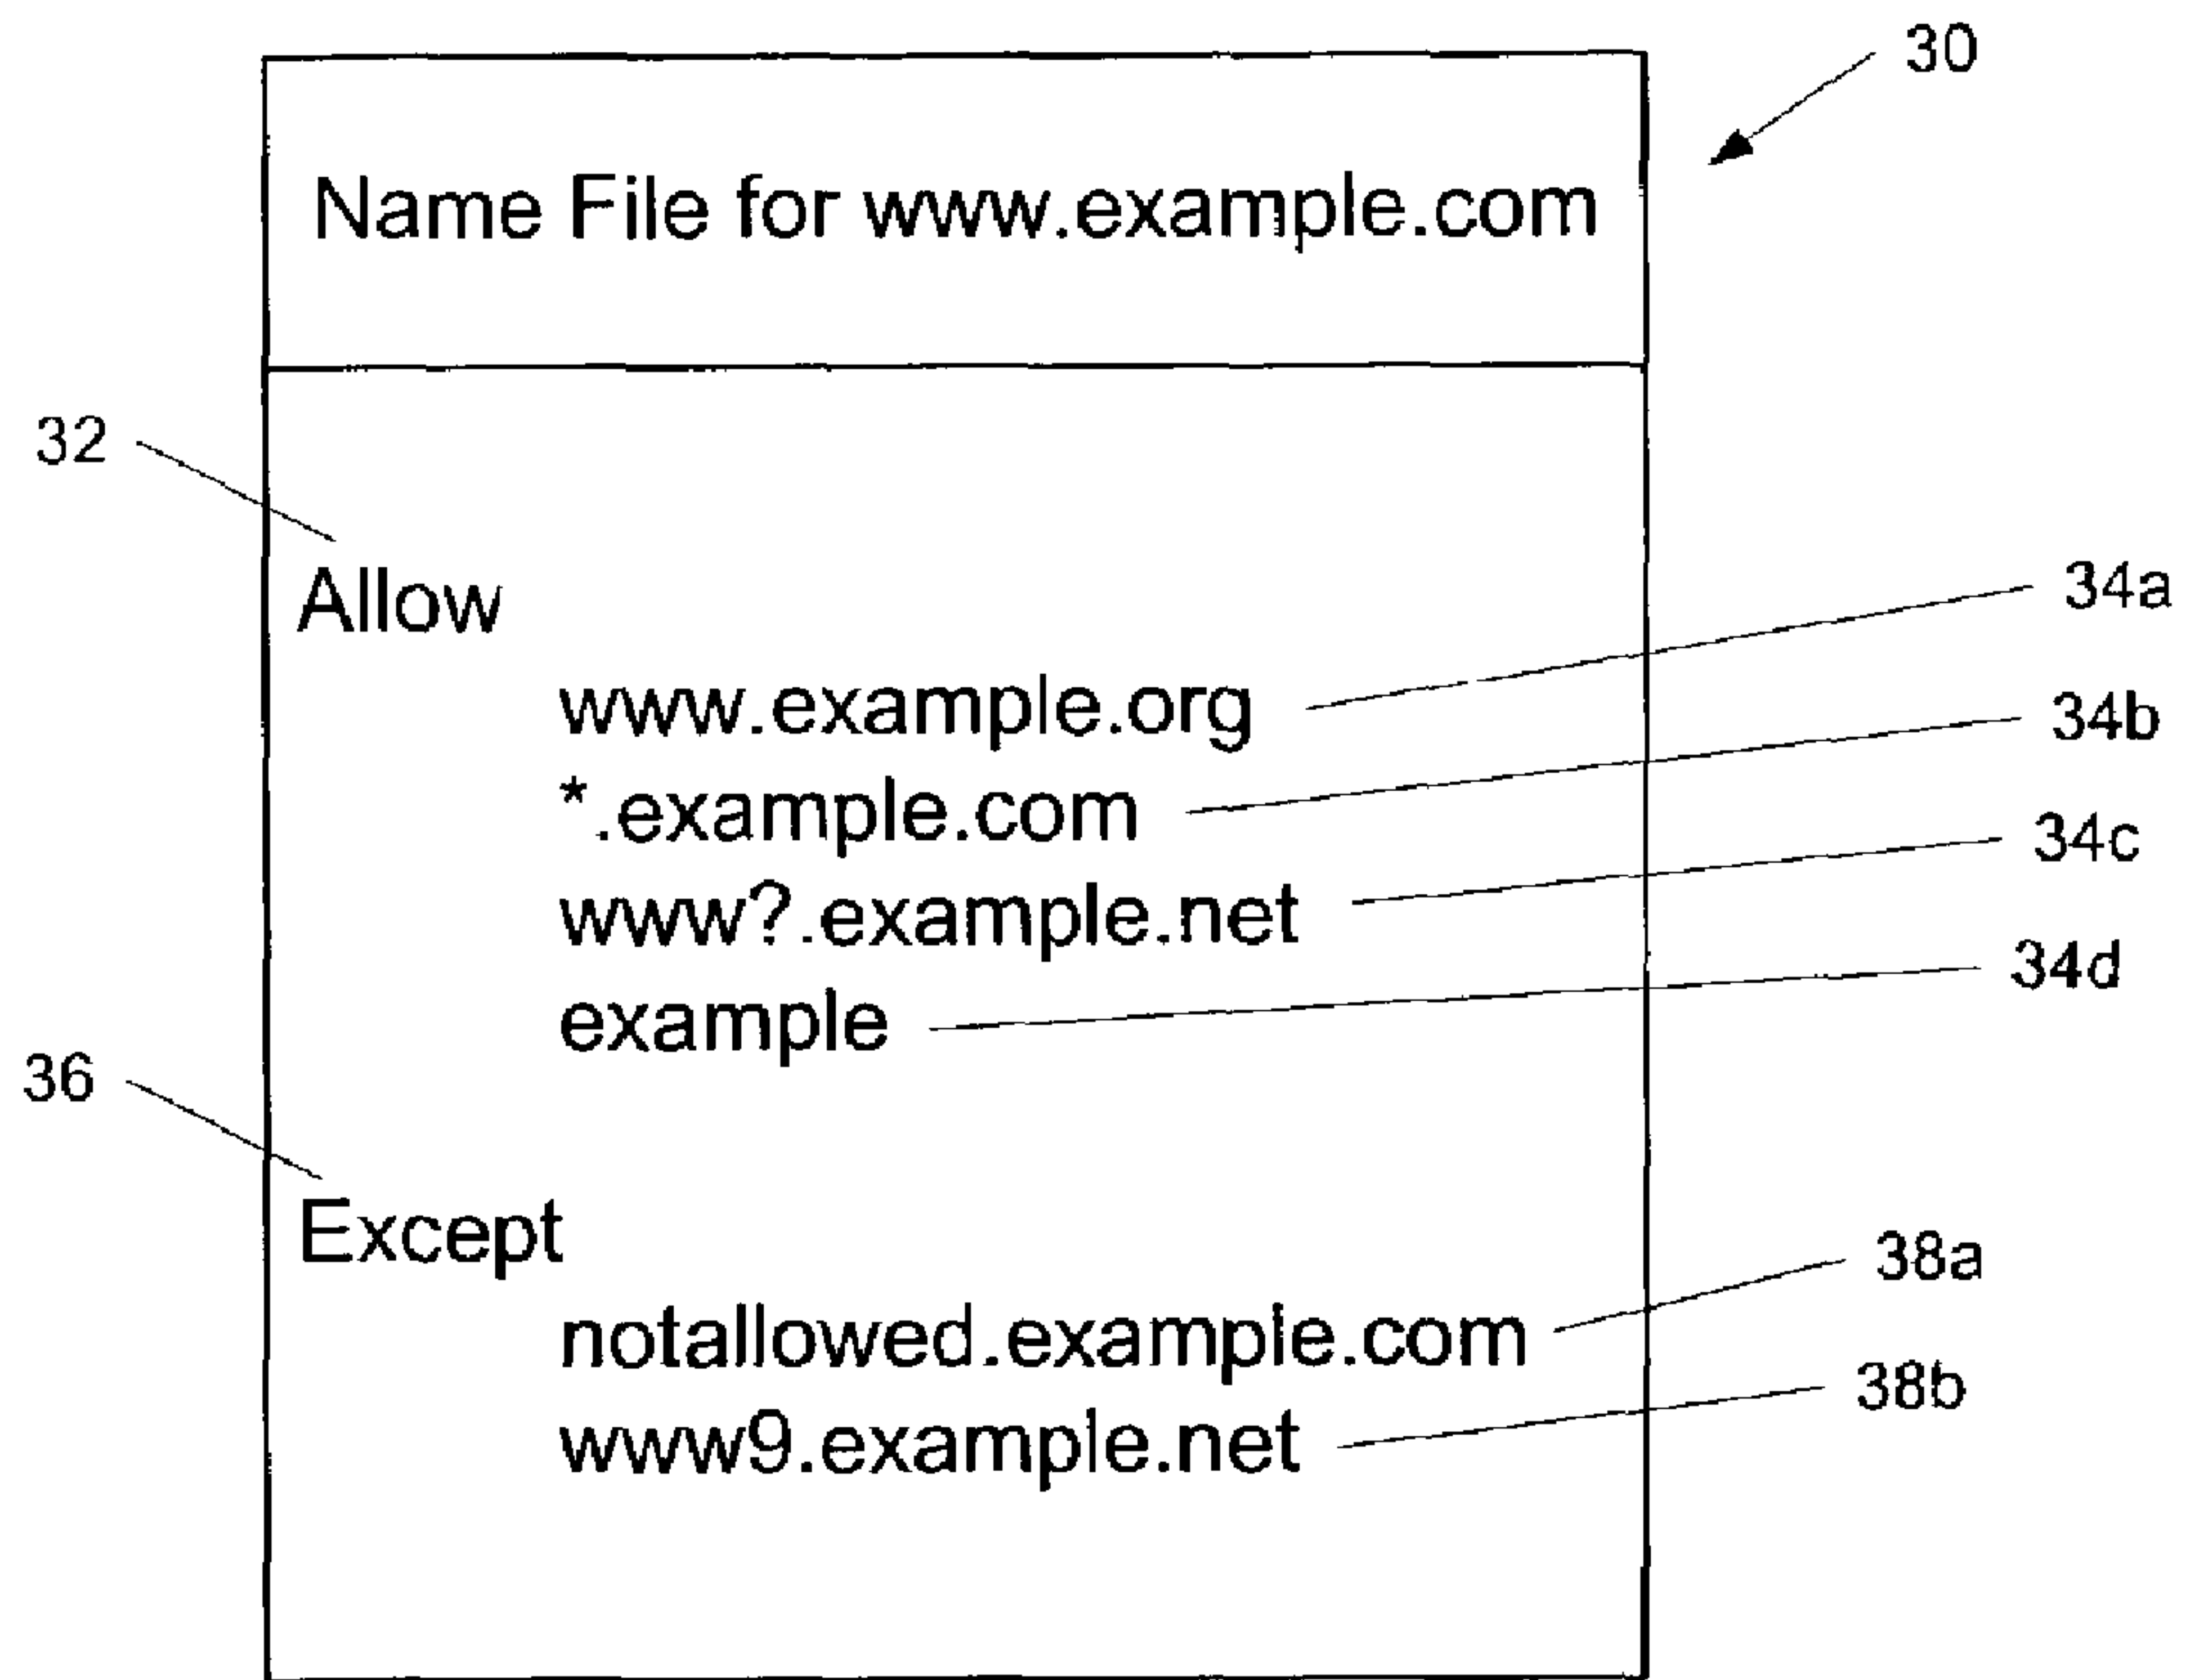 30
Name File for www.example.com
32
Allow
34a
www.example.org
34b
*.example.com
34c
www?.example.net
34d
example
36
Except
38a
notallowed.example.com
38b
www9.example.net